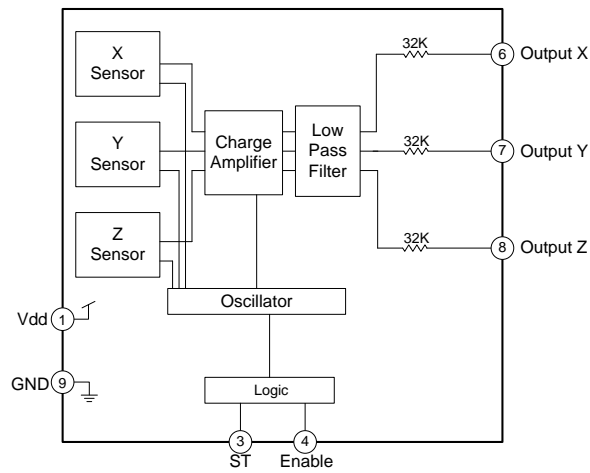 X
Sensor
32K
6 Output X
Y
Sensor
Charge
Amplifier
Low
Pass
Filter
32K
7 Output Y
Z
Sensor
32K
8 Output Z
Oscillator
Vdd 1
GND 9
Logic
3
ST
4
Enable